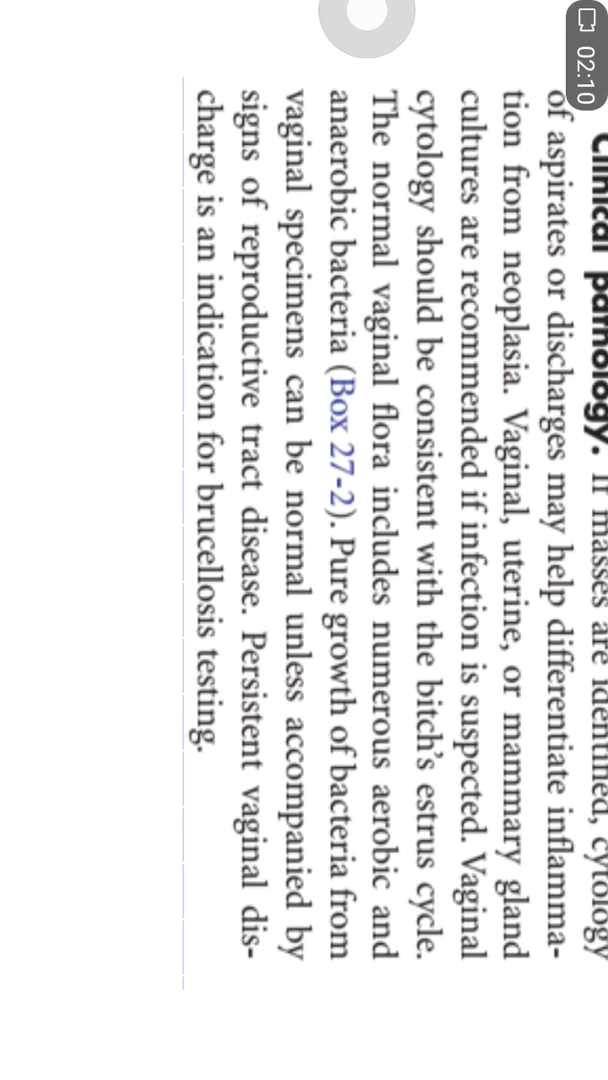 02:10
Clinical pathology. If masses are identified, cytology
of aspirates or discharges may help differentiate inflamma-
tion from neoplasia. Vaginal, uterine, or mammary gland
cultures are recommended if infection is suspected. Vaginal
cytology should be consistent with the bitch's estrus cycle.
The normal vaginal flora includes numerous aerobic and
anaerobic bacteria (Box 27-2). Pure growth of bacteria from
vaginal specimens can be normal unless accompanied by
signs of reproductive tract disease. Persistent vaginal dis-
charge is an indication for brucellosis testing.